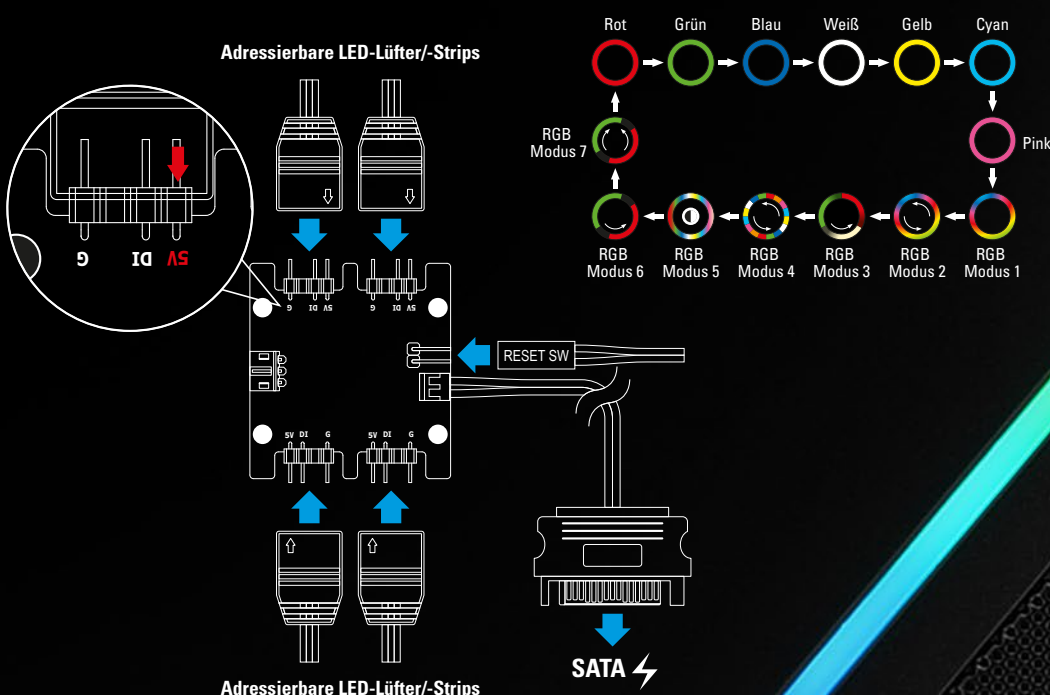 Adressierbare LED-Lüfter/-Strips
G DI 5V
G DI 5V
G DI 5V
RESET SW
5V DI G
5V DI G
SATA
Adressierbare LED-Lüfter/-Strips
Rot
Grün
Blau
Weiß
Gelb
Cyan
Pink
RGB
Modus 1
RGB
Modus 2
RGB
Modus 3
RGB
Modus 4
RGB
Modus 5
RGB
Modus 6
RGB
Modus 7